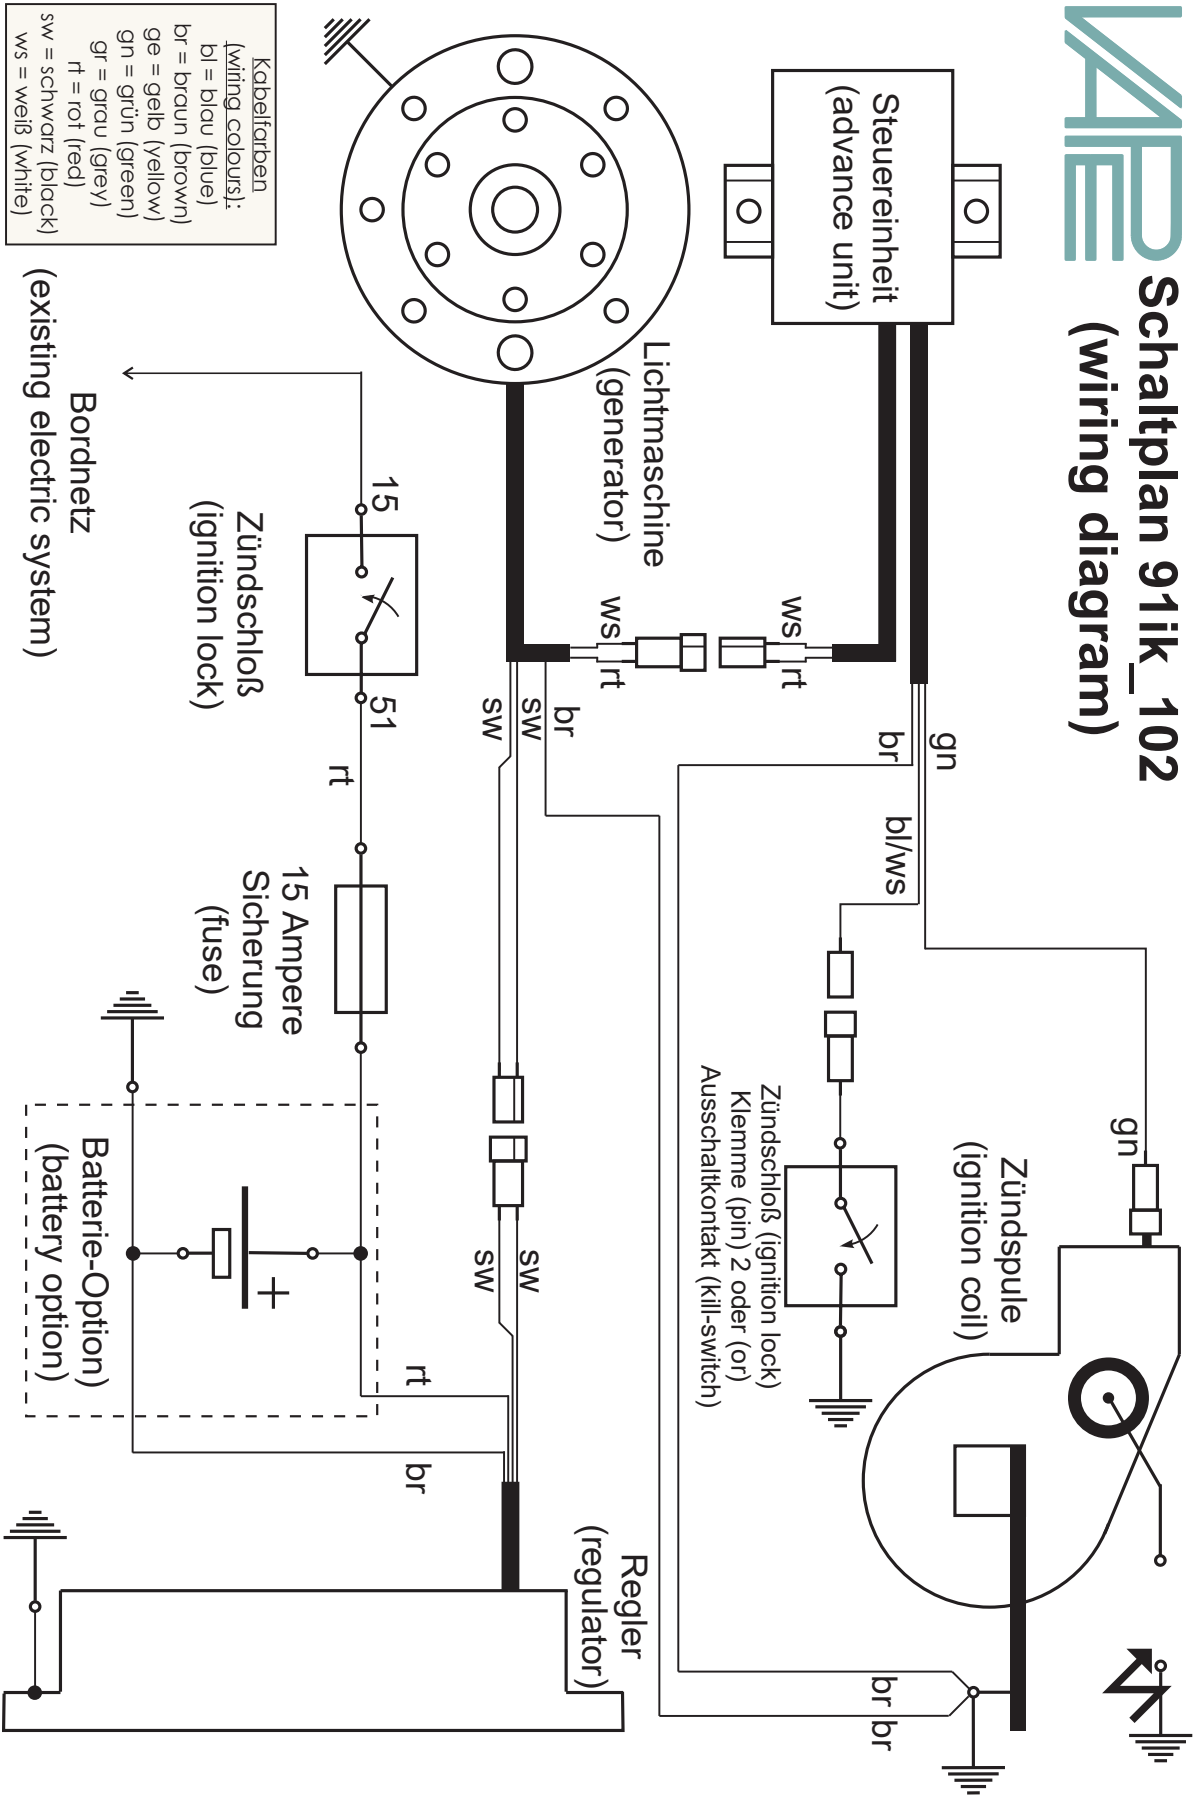 VAPE
Schaltplan 91ik_102
(wiring diagram)
Steuereinheit
(advance unit)
gn
br
bl/ws
gn
Zündspule
(ignition coil)
Zündschloß (ignition lock)
Klemme (pin) 2 oder (or)
Ausschaltkontakt (kill-switch)
ws
rt
ws
rt
Lichtmaschine
(generator)
br
sw
sw
sw
sw
br
br
Regler
(regulator)
15
51
Zündschloß
(ignition lock)
rt
15 Ampere
Sicherung
(fuse)
rt
br
+
Batterie-Option)
(battery option)
Bordnetz
(existing electric system)
Kabelfarben
(wiring colours):
bl = blau (blue)
br = braun (brown)
ge = gelb (yellow)
gn = grün (green)
gr = grau (grey)
rt = rot (red)
sw = schwarz (black)
ws = weiß (white)